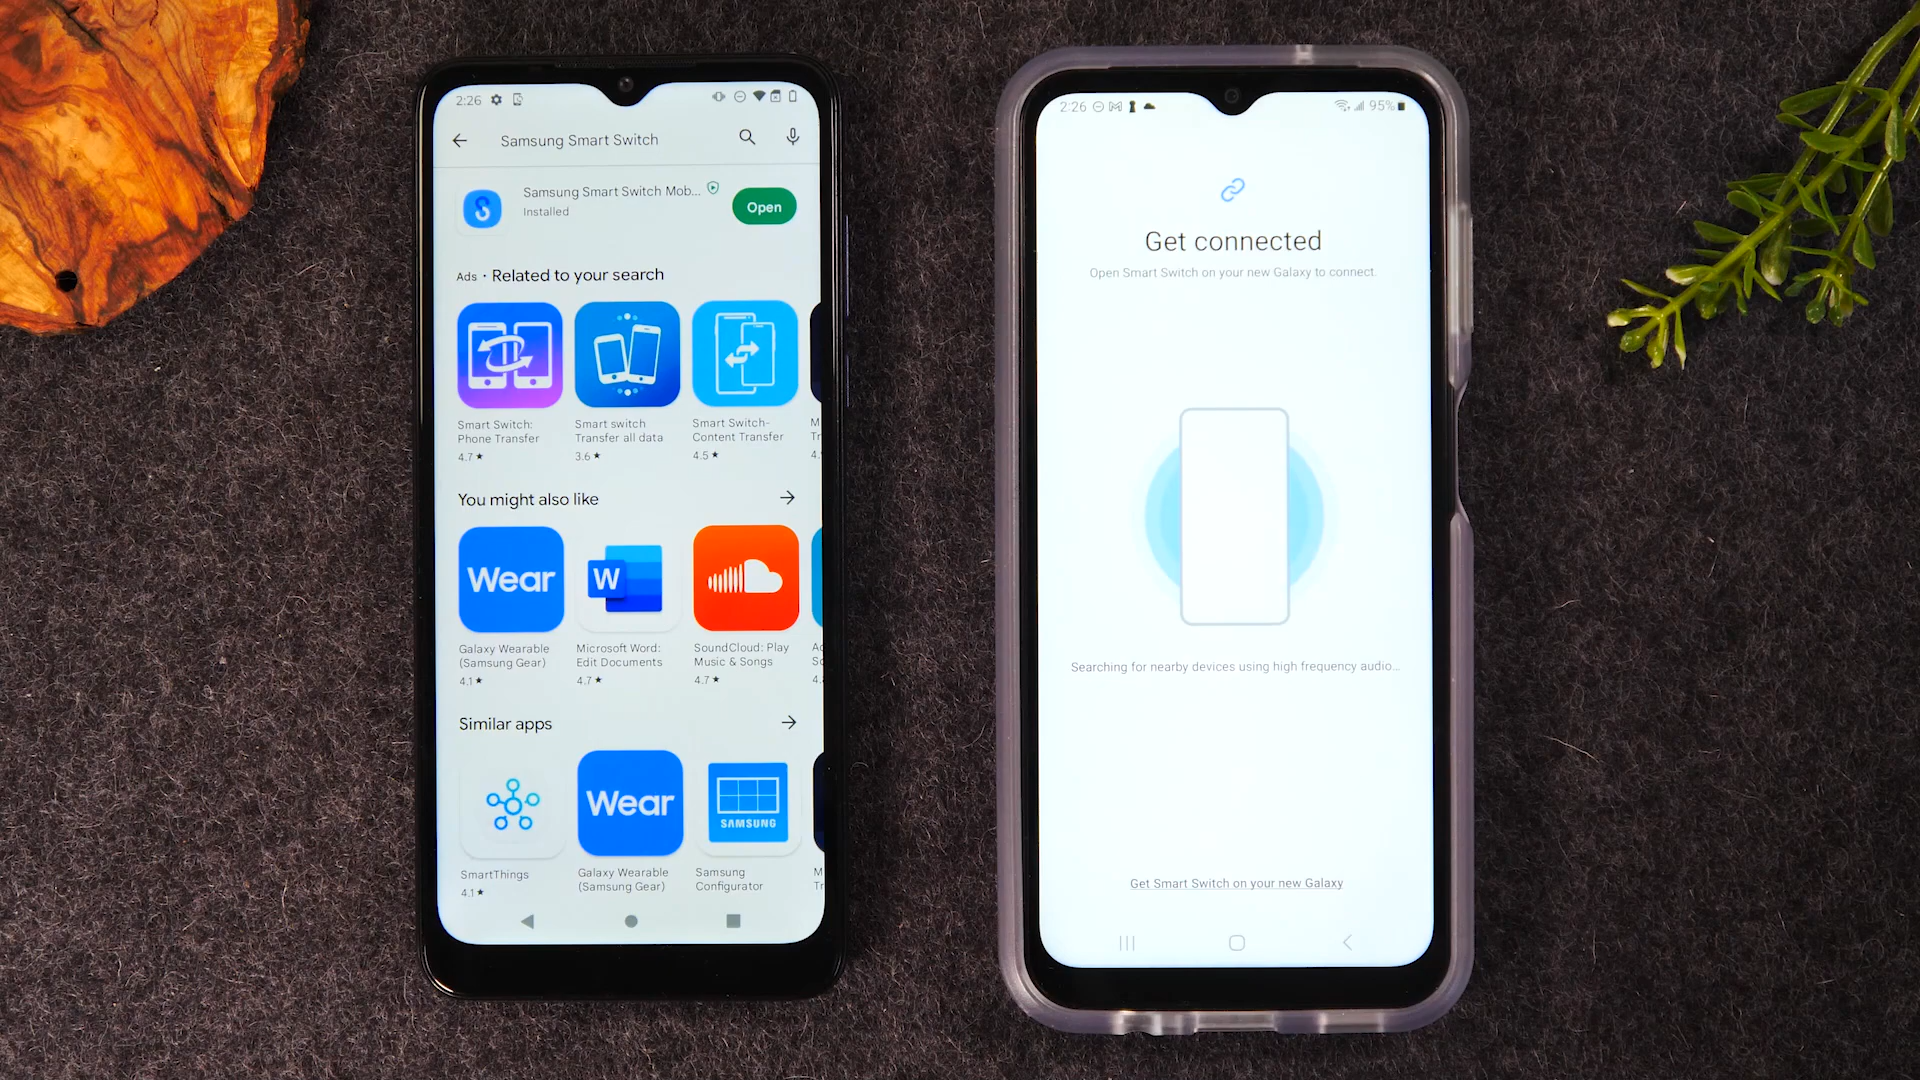 2:26
Samsung Smart Switch
Samsung Smart Switch Mob...
Installed
Open
Ads · Related to your search
Smart Switch:
Phone Transfer
4.7★
Smart switch
Transfer all data
3.6★
Smart Switch-
Content Transfer
4.5★
M
Tr
4.
You might also like
Wear
W
Galaxy Wearable
(Samsung Gear)
4.1★
Microsoft Word:
Edit Documents
4.7★
SoundCloud: Play
Music & Songs
4.7★
Similar apps
Wear
SAMSUNG
SmartThings
4.1★
Galaxy Wearable
(Samsung Gear)
Samsung
Configurator
M
Tr
2:26
95%
Get connected
Open Smart Switch on your new Galaxy to connect.
Searching for nearby devices using high frequency audio...
Get Smart Switch on your new Galaxy